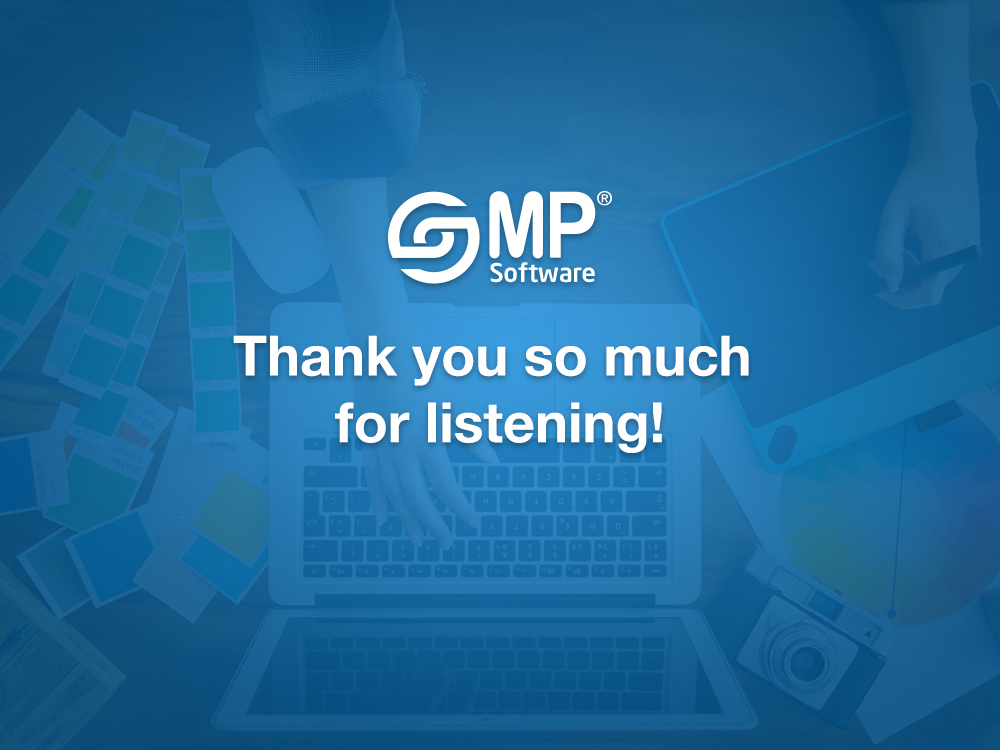 MP®
Software
Thank you so much
for listening!